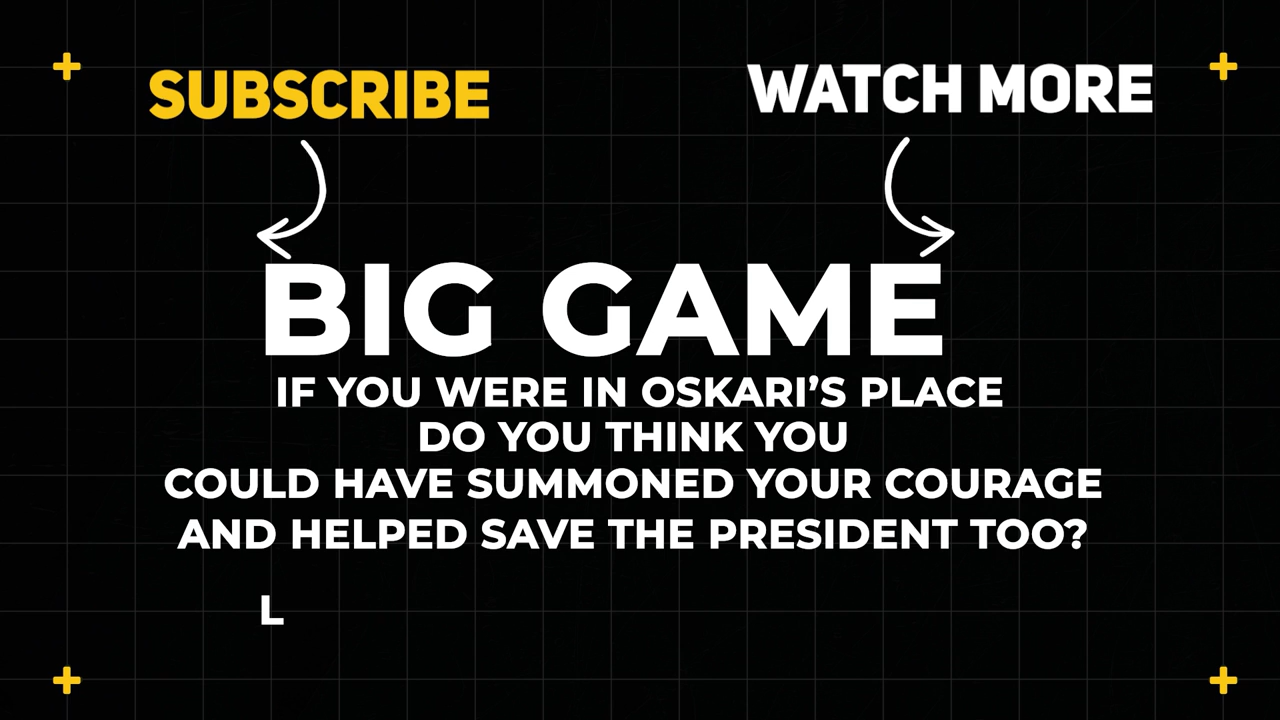 SUBSCRIBE
WATCH MORE
BIG GAME
IF YOU WERE IN OSKARI’S PLACE
DO YOU THINK YOU
COULD HAVE SUMMONED YOUR COURAGE
AND HELPED SAVE THE PRESIDENT TOO?
L